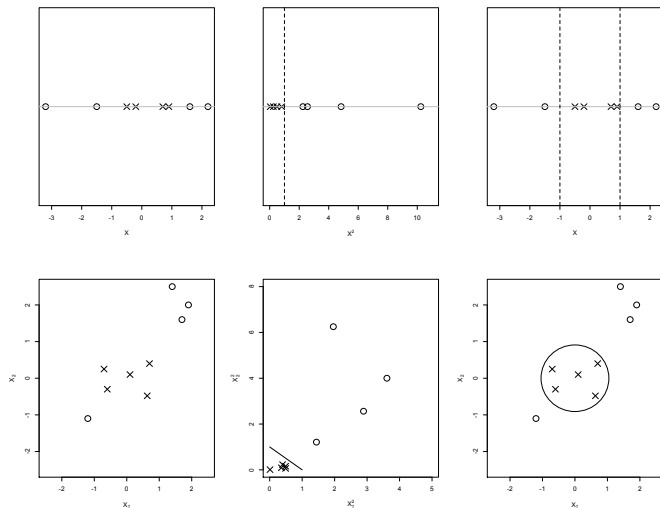 -3 -2 -1 0 1 2
X
0 2 4 6 8 10
X²
-3 -2 -1 0 1 2
X
-2 -1 0 1 2
X₂
-2 -1 0 1 2
X₁
0 2 4 6 8
X₂²
0 1 2 3 4 5
X₁²
-2 -1 0 1 2
X₂
-2 -1 0 1 2
X₁